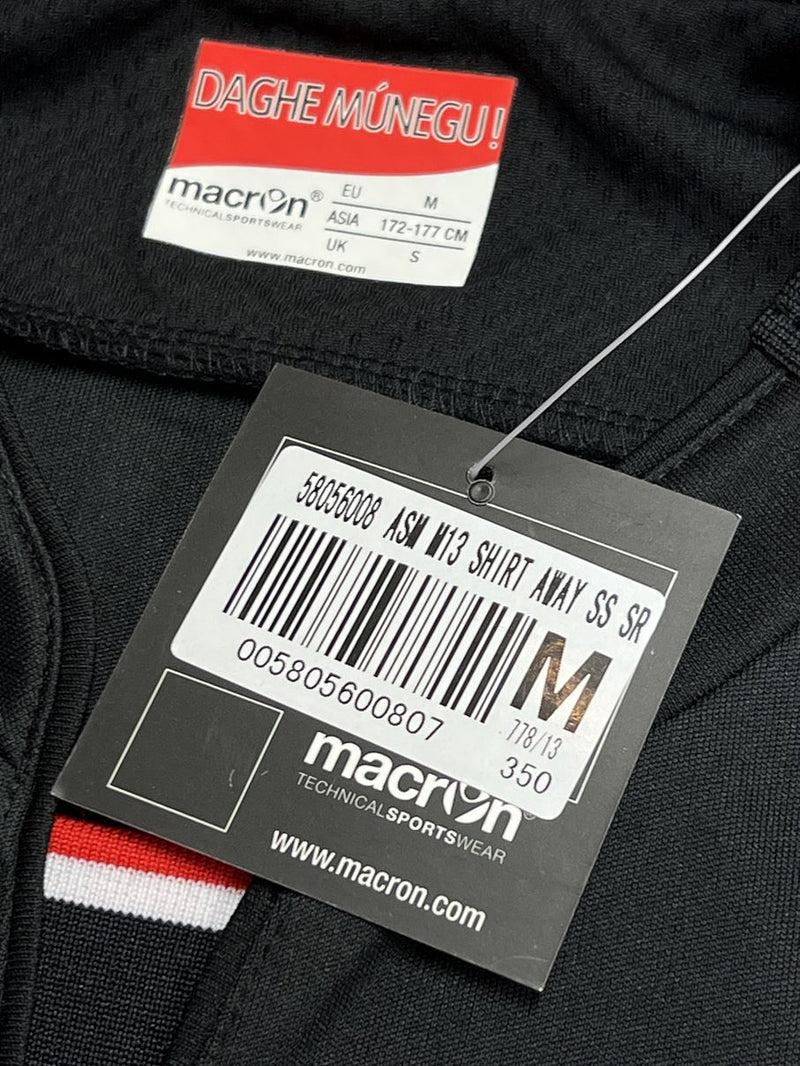 DAGHE MÚNEGU!
macron®
TECHNICALSPORTSWEAR
EU M
ASIA 172-177 CM
UK S
www.macron.com
58056008 ASM M13 SHIRT AWAY SS SR
005805600807
M
778/13
350
macron®
TECHNICALSPORTSWEAR
www.macron.com